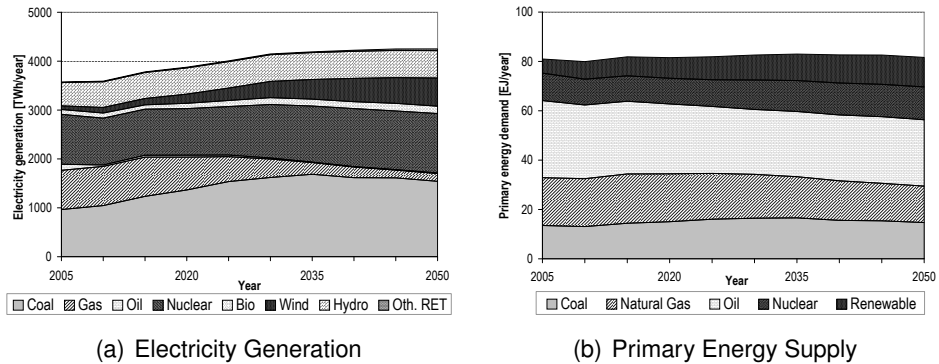 5000
4000
3000
2000
1000
0
2005 2020 2035 2050
Electricity generation [TWh/year]
Year
Coal Gas Oil Nuclear Bio Wind Hydro Oth. RET
(a) Electricity Generation
100
80
60
40
20
0
2005 2020 2035 2050
Primary energy demand [EJ/year]
Year
Coal Natural Gas Oil Nuclear Renewable
(b) Primary Energy Supply